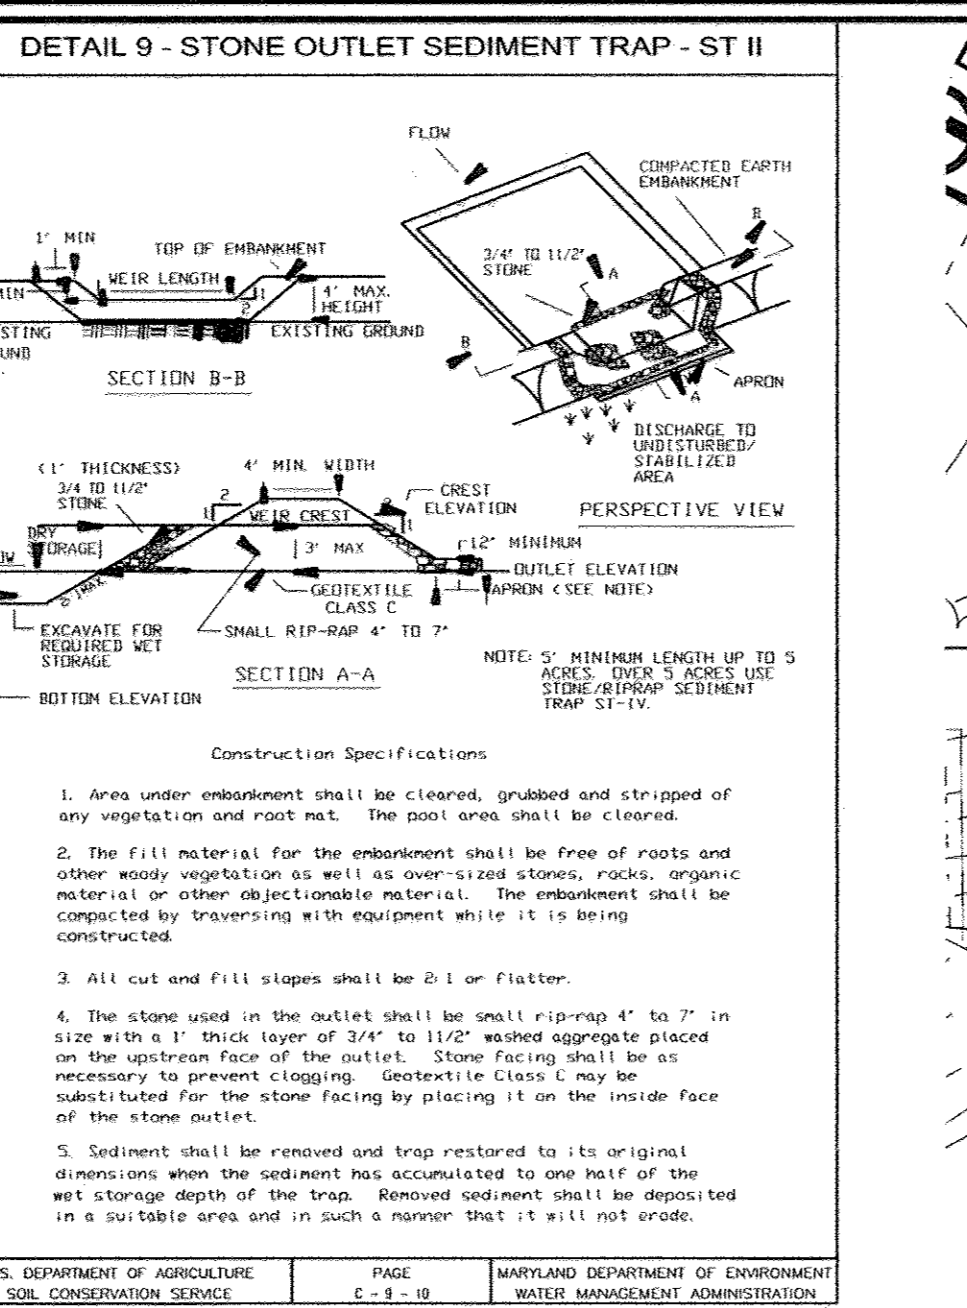 DETAIL 9 - STONE OUTLET SEDIMENT TRAP - ST II
FLOW
COMPACTED EARTH
EMBANKMENT
B
1' MIN
TOP OF EMBANKMENT
WEIR LENGTH
1
2
4' MAX.
HEIGHT
EXISTING GROUND
SECTION B-B
3/4" TO 11/2"
STONE
A
B
APRON
A
DISCHARGE TO
UNDISTURBED/
STABILIZED
AREA
PERSPECTIVE VIEW
(1' THICKNESS)
3/4 TO 11/2"
STONE
4' MIN. WIDTH
2
1
CREST
ELEVATION
WEIR CREST
2
1
DRY
STORAGE
3' MAX
12" MINIMUM
OUTLET ELEVATION
GEOTEXTILE
CLASS C
APRON (SEE NOTE)
EXCAVATE FOR
REQUIRED WET
STORAGE
SMALL RIP-RAP 4" TO 7"
SECTION A-A
BOTTOM ELEVATION
NOTE: 5' MINIMUM LENGTH UP TO 5
ACRES. OVER 5 ACRES USE
STONE/RIPRAP SEDIMENT
TRAP ST-IV.
Construction Specifications
1. Area under embankment shall be cleared, grubbed and stripped of
any vegetation and root mat. The pool area shall be cleared.
2. The fill material for the embankment shall be free of roots and
other woody vegetation as well as over-sized stones, rocks, organic
material or other objectionable material. The embankment shall be
compacted by traversing with equipment while it is being
constructed.
3. All cut and fill slopes shall be 2:1 or flatter.
4. The stone used in the outlet shall be small rip-rap 4" to 7" in
size with a 1' thick layer of 3/4" to 11/2" washed aggregate placed
on the upstream face of the outlet. Stone facing shall be as
necessary to prevent clogging. Geotextile Class C may be
substituted for the stone facing by placing it on the inside face
of the stone outlet.
5. Sediment shall be removed and trap restored to its original
dimensions when the sediment has accumulated to one half of the
wet storage depth of the trap. Removed sediment shall be deposited
in a suitable area and in such a manner that it will not erode.
S. DEPARTMENT OF AGRICULTURE
SOIL CONSERVATION SERVICE
PAGE
C - 9 - 10
MARYLAND DEPARTMENT OF ENVIRONMENT
WATER MANAGEMENT ADMINISTRATION